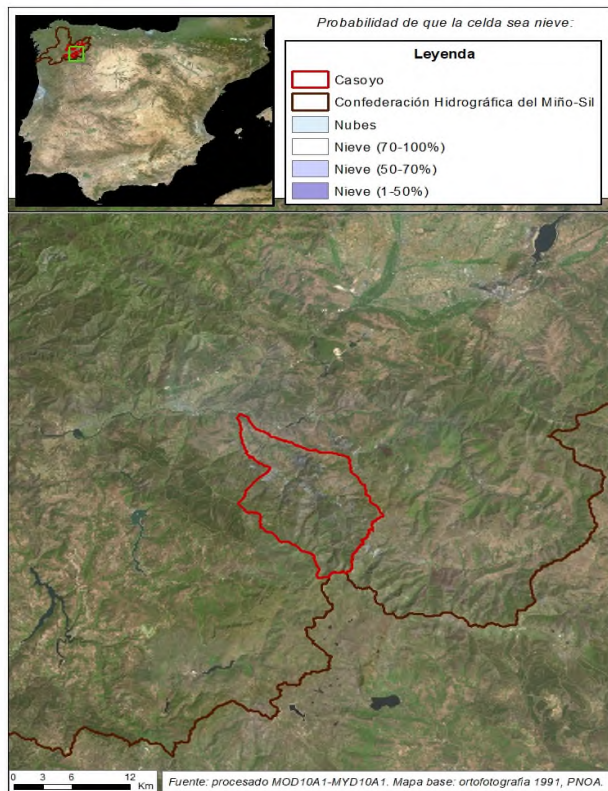 Probabilidad de que la celda sea nieve:
Leyenda
Casoyo
Confederación Hidrográfica del Miño-Sil
Nubes
Nieve (70-100%)
Nieve (50-70%)
Nieve (1-50%)
0 3 6 12
Km
Fuente: procesado MOD10A1-MYD10A1. Mapa base: ortofotografía 1991, PNOA.